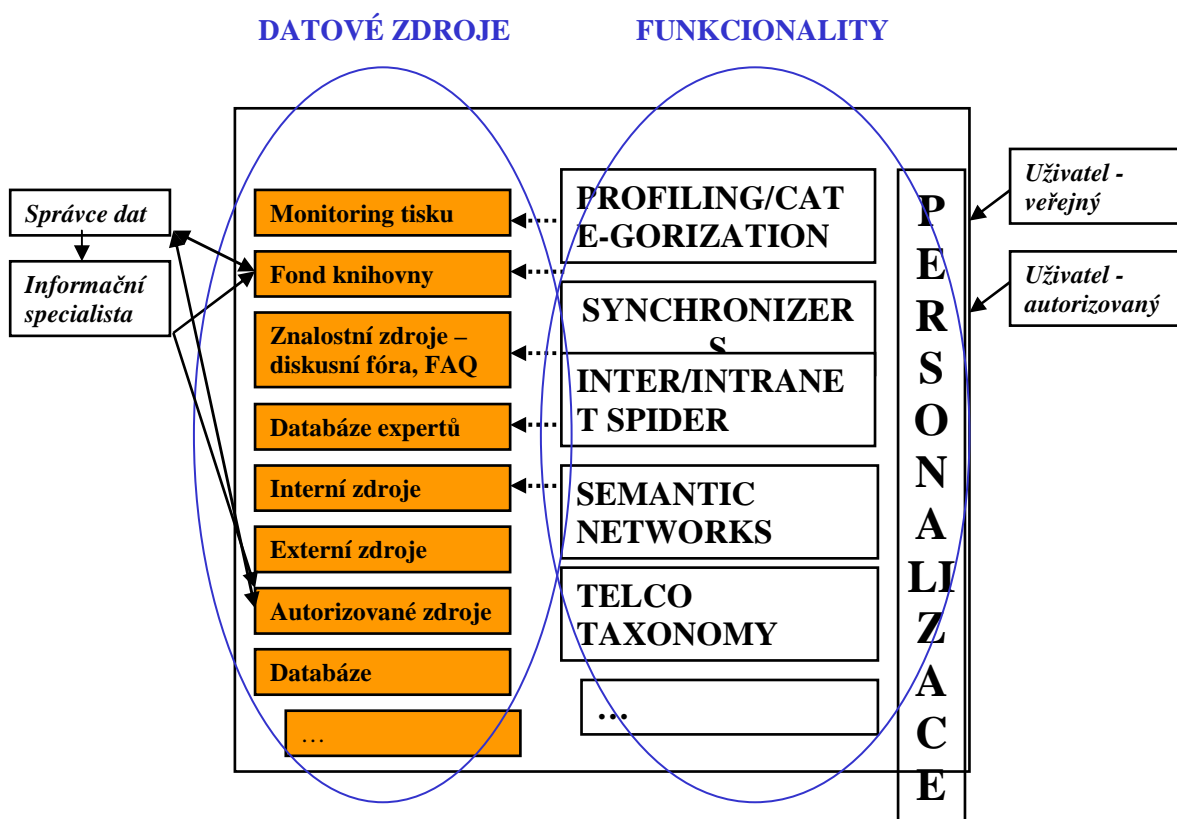 DATOVÉ ZDROJE
FUNKCIONALITY
Správce dat
Informační
specialista
Monitoring tisku
Fond knihovny
Znalostní zdroje –
diskusní fóra, FAQ
Databáze expertů
Interní zdroje
Externí zdroje
Autorizované zdroje
Databáze
…
PROFILING/CAT
E-GORIZATION
SYNCHRONIZER
S
INTER/INTRANE
T SPIDER
SEMANTIC
NETWORKS
TELCO
TAXONOMY
…
P
E
R
S
O
N
A
LI
Z
A
C
E
Uživatel -
veřejný
Uživatel -
autorizovaný